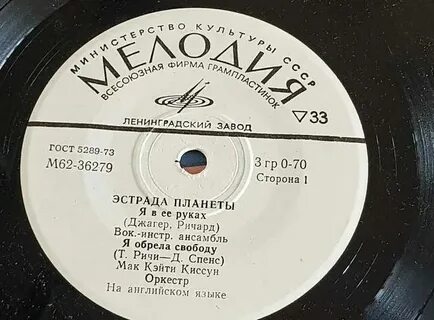 МИНИСТЕРСТВО КУЛЬТУРЫ СССР
МЕЛОДИЯ
ВСЕСОЮЗНАЯ ФИРМА ГРАМПЛАСТИНОК
▽33
ЛЕНИНГРАДСКИЙ ЗАВОД
ГОСТ 5289-73
М62-36279
3 гр 0-70
Сторона 1
ЭСТРАДА ПЛАНЕТЫ
Я в ее руках
(Джагер, Ричард)
Вок.-инстр. ансамбль
Я обрела свободу
(Т. Ричи—Д. Спенс)
Мак Кэйти Киссун
Оркестр
На английском языке